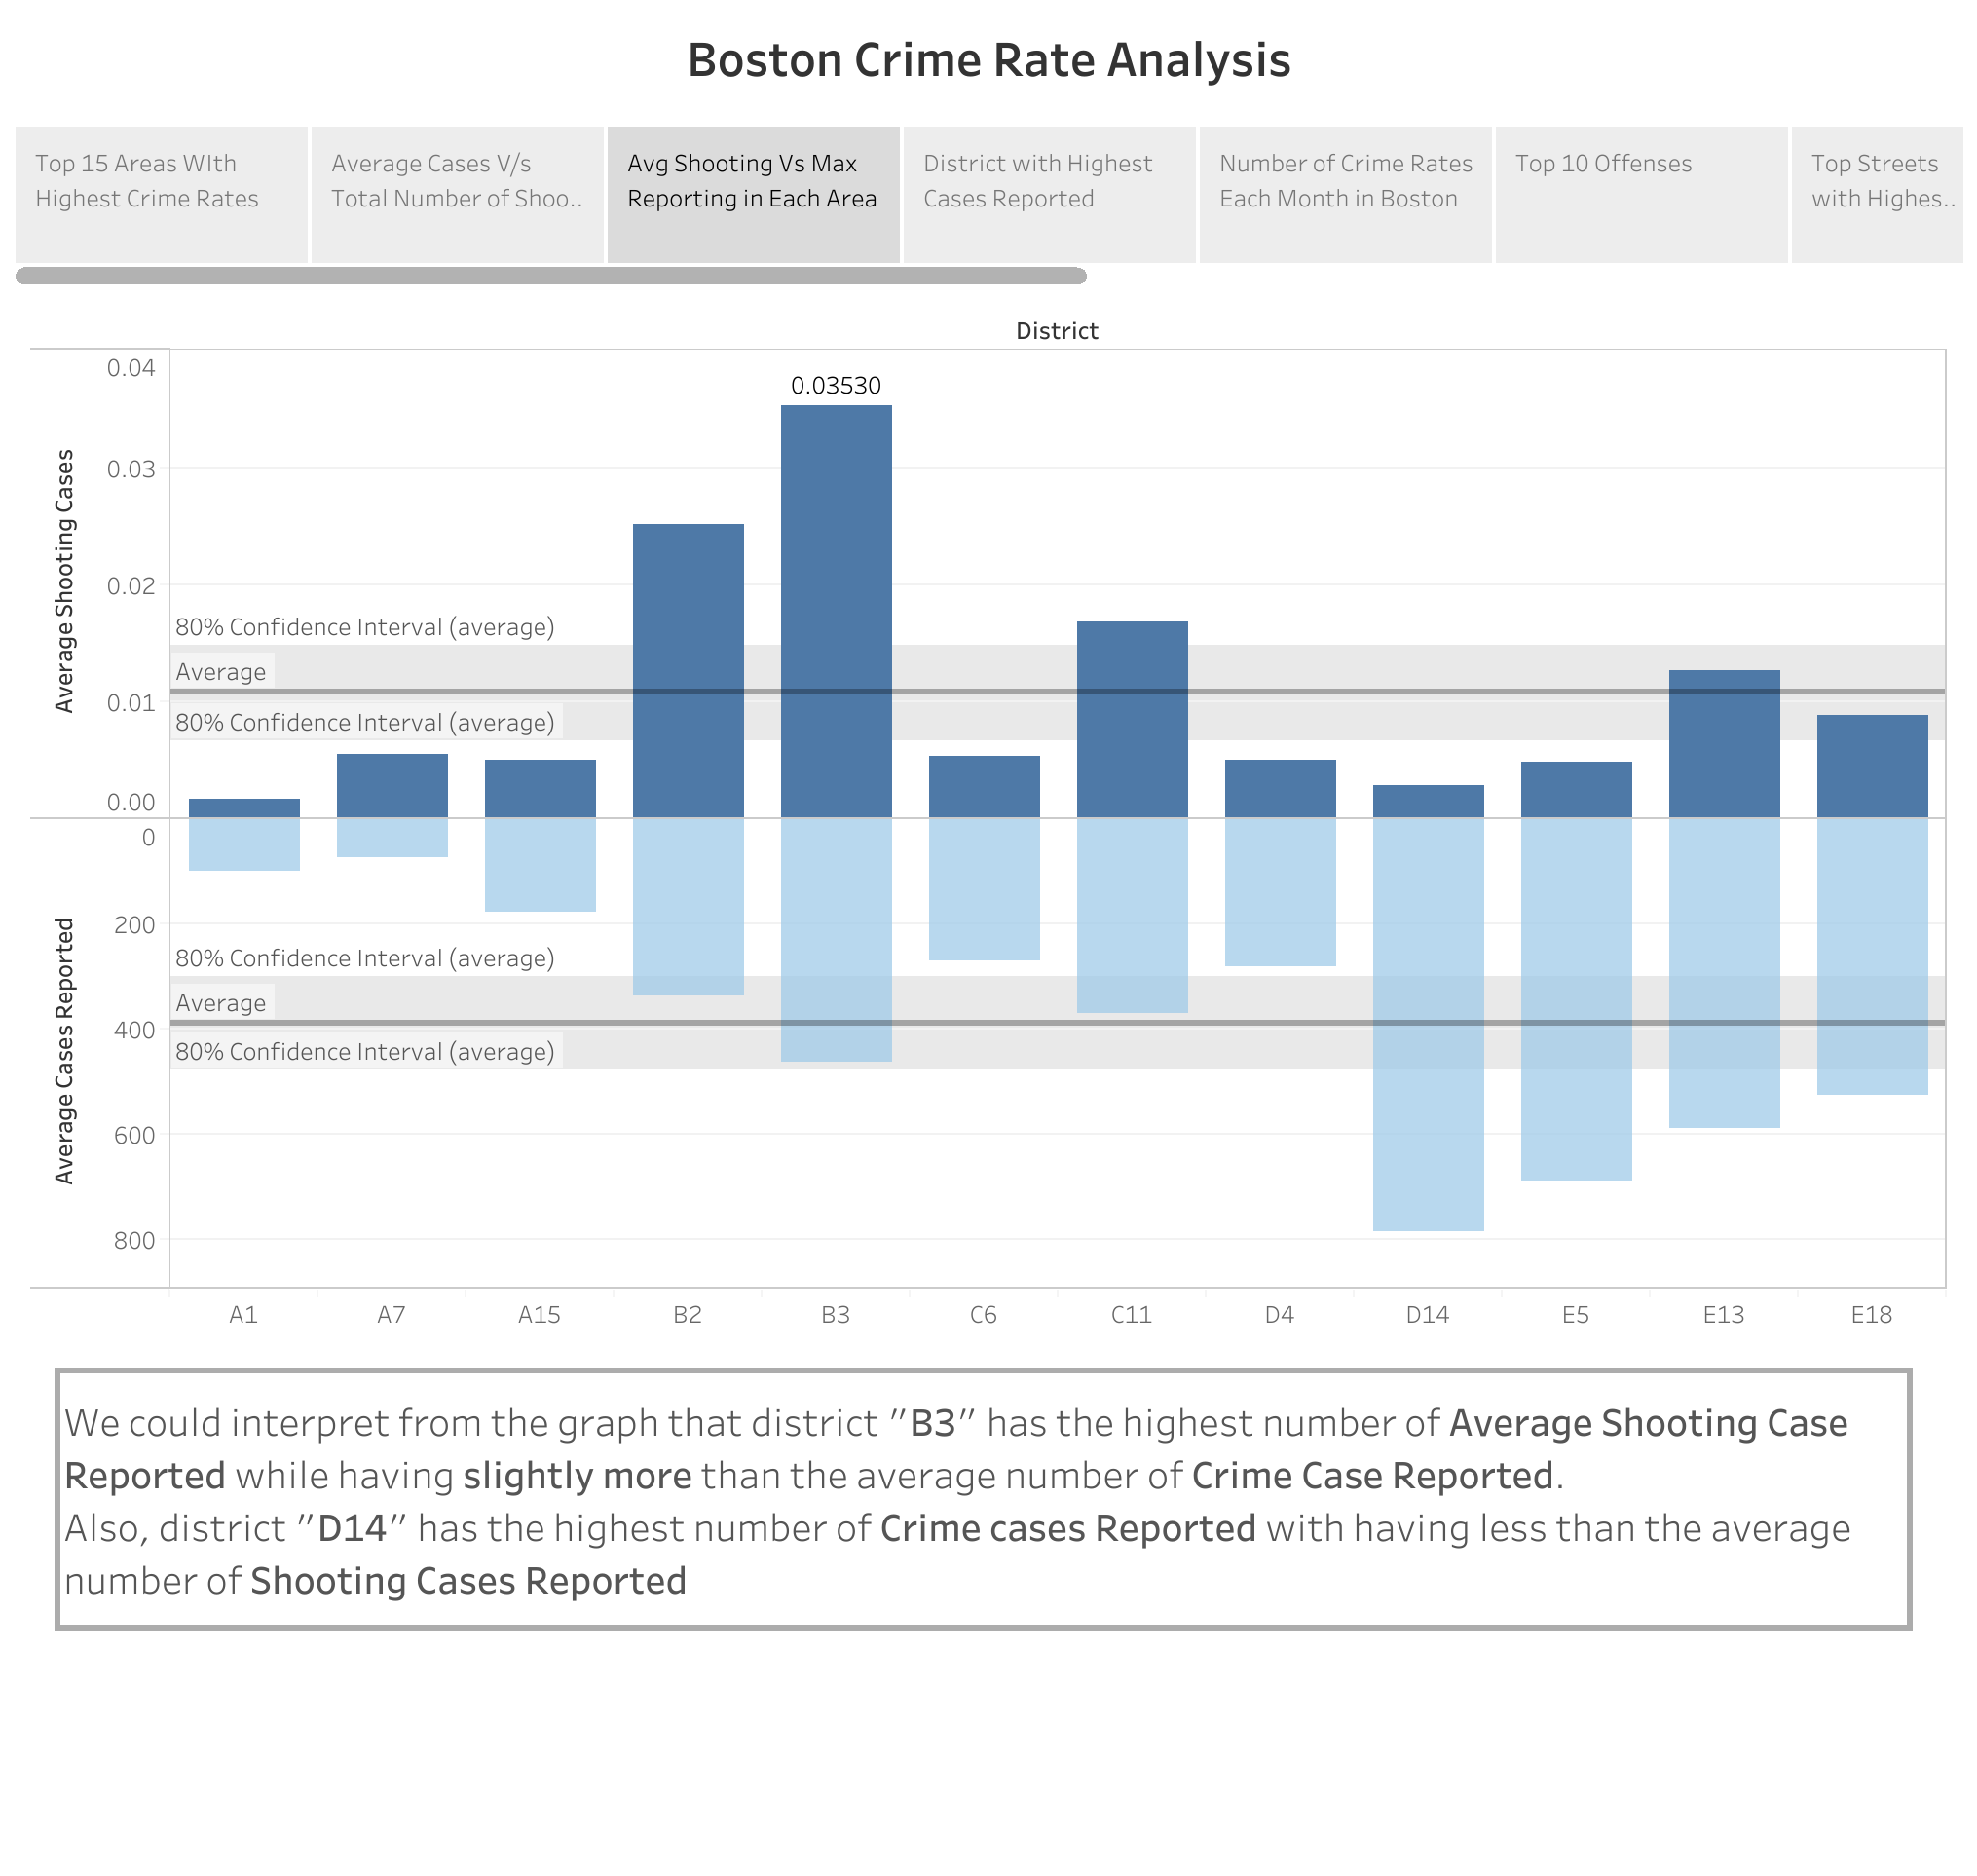 Boston Crime Rate Analysis
Top 15 Areas WIth
Highest Crime Rates
Average Cases V/s
Total Number of Shoo..
Avg Shooting Vs Max
Reporting in Each Area
District with Highest
Cases Reported
Number of Crime Rates
Each Month in Boston
Top 10 Offenses
Top Streets
with Highes..
District
Average Shooting Cases
0.04
0.03
0.02
0.01
0.00
0.03530
80% Confidence Interval (average)
Average
80% Confidence Interval (average)
Average Cases Reported
0
200
400
600
800
80% Confidence Interval (average)
Average
80% Confidence Interval (average)
A1
A7
A15
B2
B3
C6
C11
D4
D14
E5
E13
E18
We could interpret from the graph that district "B3" has the highest number of Average Shooting Case
Reported while having slightly more than the average number of Crime Case Reported.
Also, district "D14" has the highest number of Crime cases Reported with having less than the average
number of Shooting Cases Reported